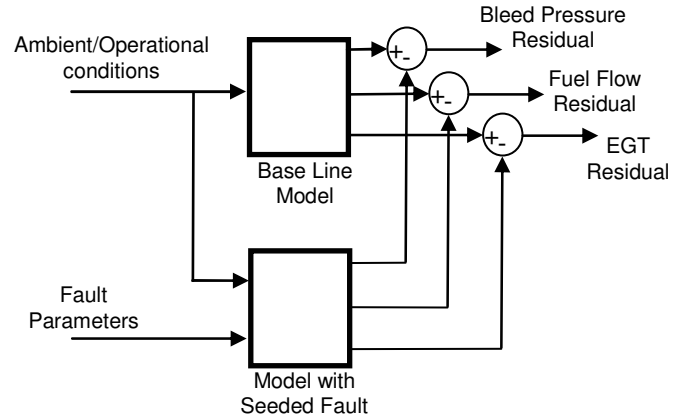 Ambient/Operational
conditions
Bleed Pressure
Residual
+-
Fuel Flow
Residual
+-
EGT
Residual
+-
Base Line
Model
Fault
Parameters
Model with
Seeded Fault